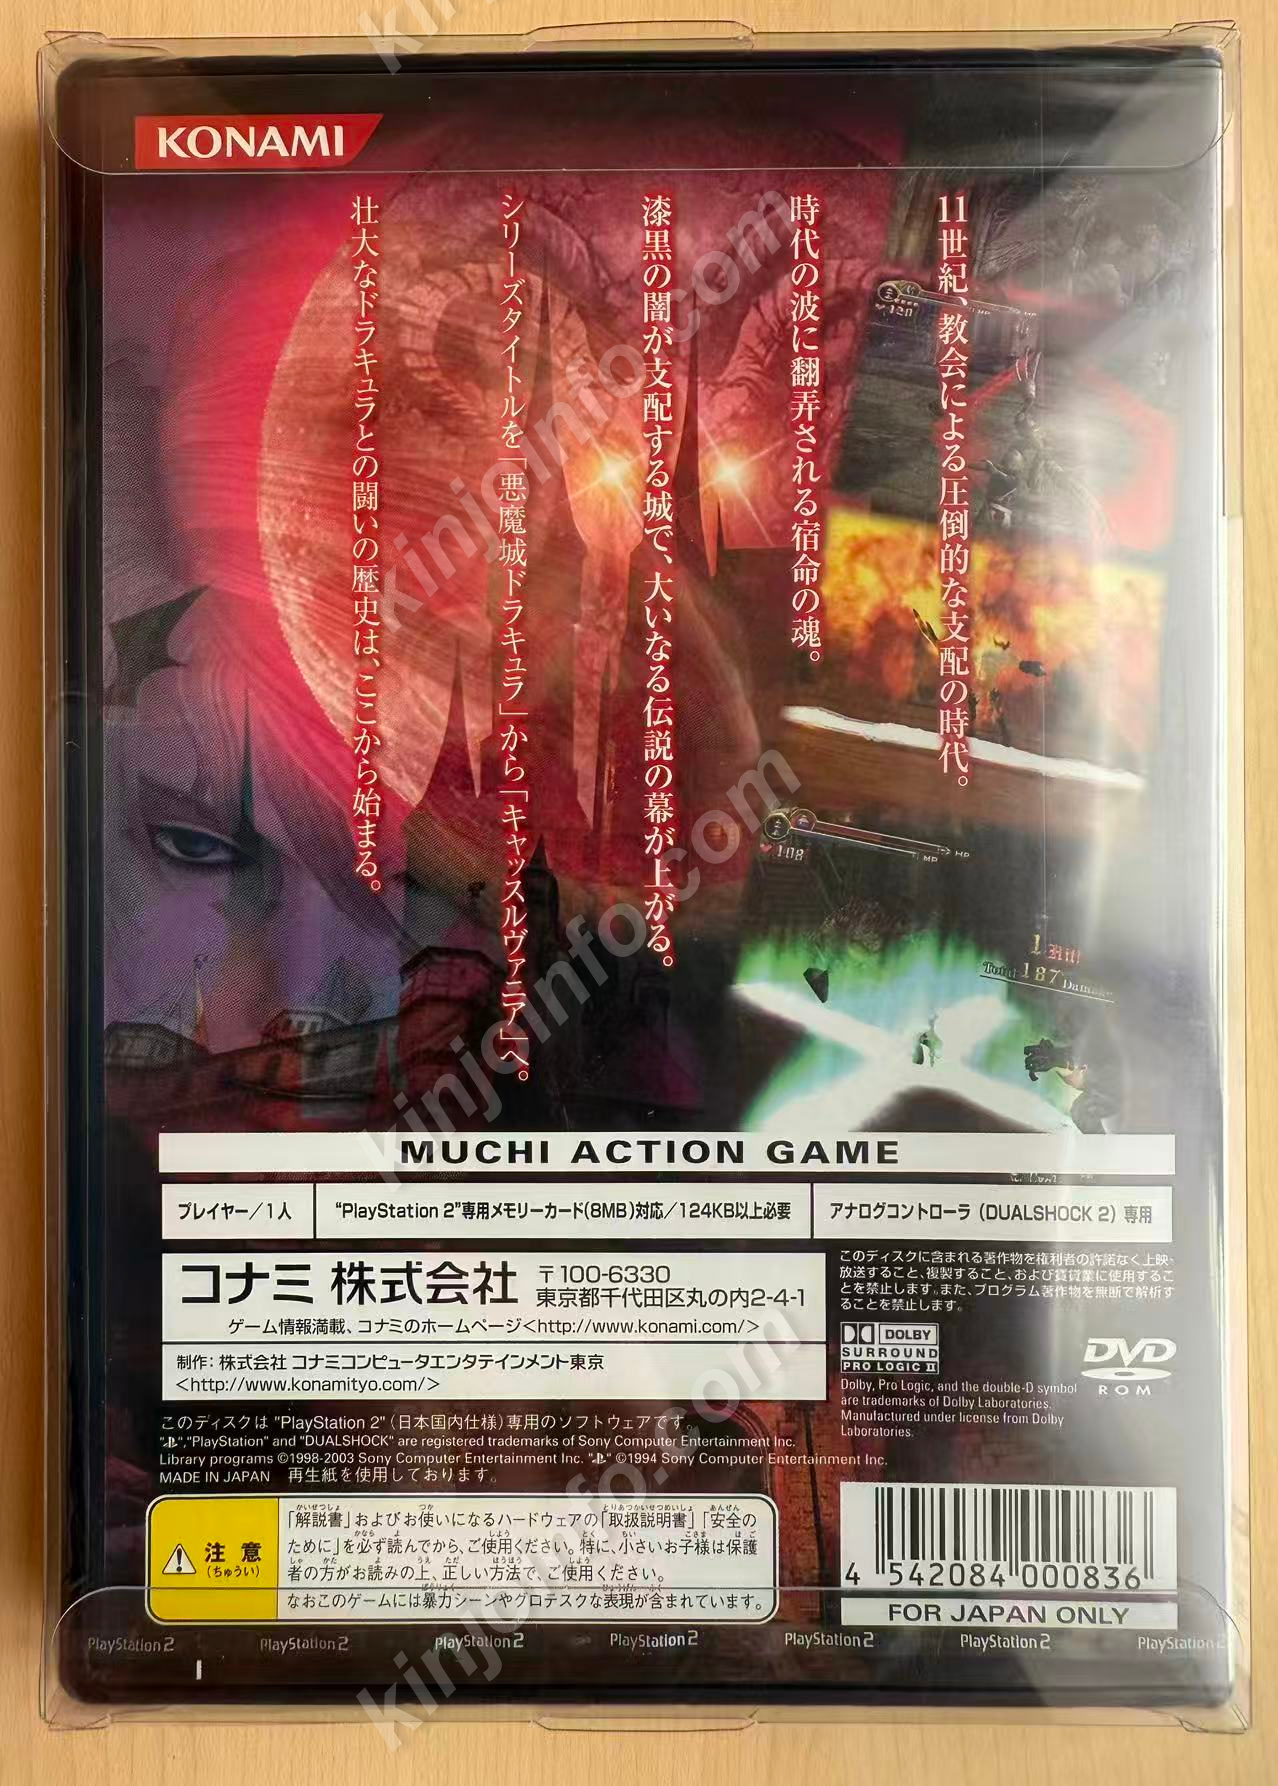 KONAMI
11世紀、教会による圧倒的な支配の時代。
時代の波に翻弄される宿命の魂。
漆黒の闇が支配する城で、大いなる伝説の幕が上がる。
シリーズタイトルを「悪魔城ドラキュラ」から「キャッスルヴァニア」へ。
壮大なドラキュラとの闘いの歴史は、ここから始まる。
120
108
HP
MP
1 Hit
Total 187 Damage
MUCHI ACTION GAME
プレイヤー/1人
"PlayStation 2"専用メモリーカード(8MB)対応/124KB以上必要
アナログコントローラ (DUALSHOCK 2) 専用
コナミ 株式会社
〒100-6330
東京都千代田区丸の内2-4-1
ゲーム情報満載、コナミのホームページ<http://www.konami.com/>
制作: 株式会社 コナミコンピュータエンタテインメント東京
<http://www.konamityo.com/>
このディスクに含まれる著作物を権利者の許諾なく上映、
放送すること、複製すること、および賃貸業に使用するこ
とを禁止します。また、プログラム著作物を無断で解析す
ることを禁止します。
DOLBY
SURROUND
PRO LOGIC II
DVD
ROM
Dolby, Pro Logic, and the double-D symbol
are trademarks of Dolby Laboratories.
Manufactured under license from Dolby
Laboratories.
このディスクは "PlayStation 2" (日本国内仕様) 専用のソフトウェアです。
"PS","PlayStation" and "DUALSHOCK" are registered trademarks of Sony Computer Entertainment Inc.
Library programs ©1998-2003 Sony Computer Entertainment Inc. "PS" ©1994 Sony Computer Entertainment Inc.
MADE IN JAPAN 再生紙を使用しております。
注意
(ちゅうい)
「解説書」およびお使いになるハードウェアの「取扱説明書」「安全の
ために」を必ず読んでから、ご使用ください。特に、小さいお子様は保護
者の方がお読みの上、正しい方法で、ご使用ください。
なおこのゲームには暴力シーンやグロテスクな表現が含まれています。
4 542084 000836
FOR JAPAN ONLY
PlayStation 2 PlayStation 2 PlayStation 2 PlayStation 2 PlayStation 2 PlayStation 2 PlayStation 2
kinjoinfo.com
kinjoinfo.com
kinjoinfo.com
kinjoinfo.com